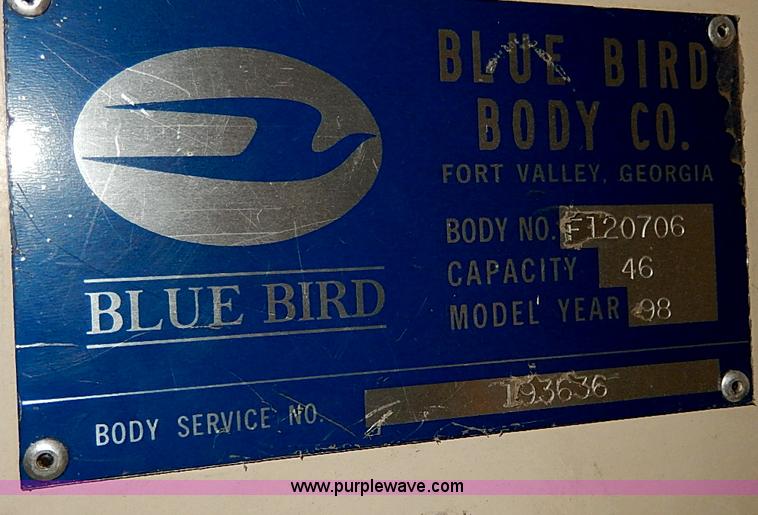 BLUE BIRD
BODY CO.
FORT VALLEY, GEORGIA
BODY NO. F120706
CAPACITY 46
MODEL YEAR 98
BLUE BIRD
BODY SERVICE NO. 193636
www.purplewave.com